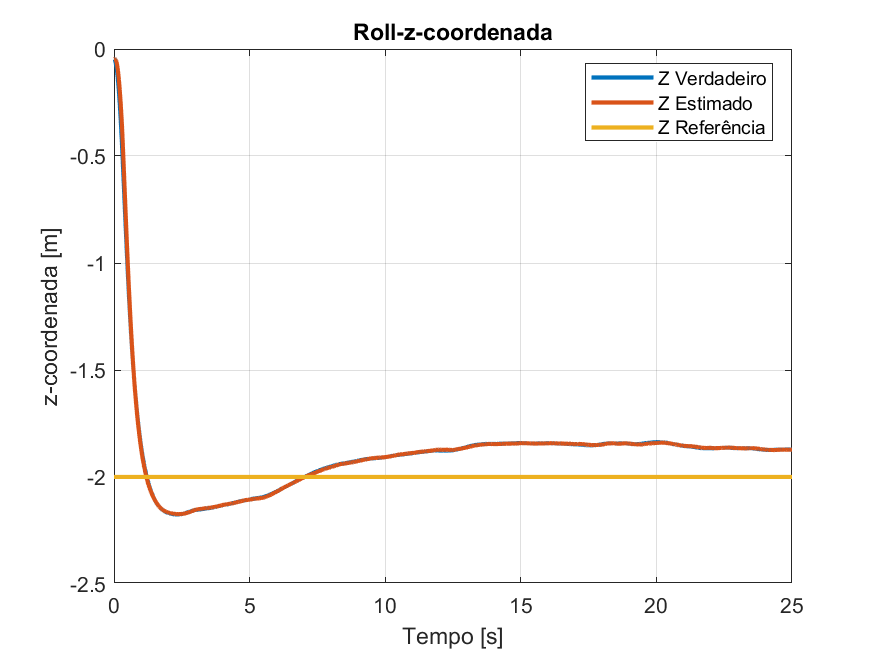 Roll-z-coordenada
Z Verdadeiro
Z Estimado
Z Referência
z-coordenada [m]
0
-0.5
-1
-1.5
-2
-2.5
0 5 10 15 20 25
Tempo [s]